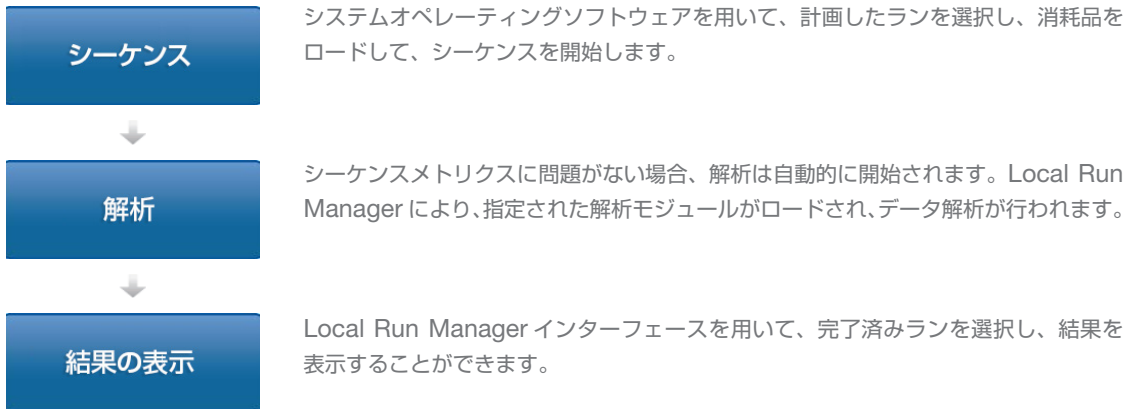 シーケンス
システムオペレーティングソフトウェアを用いて、計画したランを選択し、消耗品を
ロードして、シーケンスを開始します。
解析
シーケンスメトリクスに問題がない場合、解析は自動的に開始されます。Local Run
Manager により、指定された解析モジュールがロードされ、データ解析が行われます。
結果の表示
Local Run Manager インターフェースを用いて、完了済みランを選択し、結果を
表示することができます。